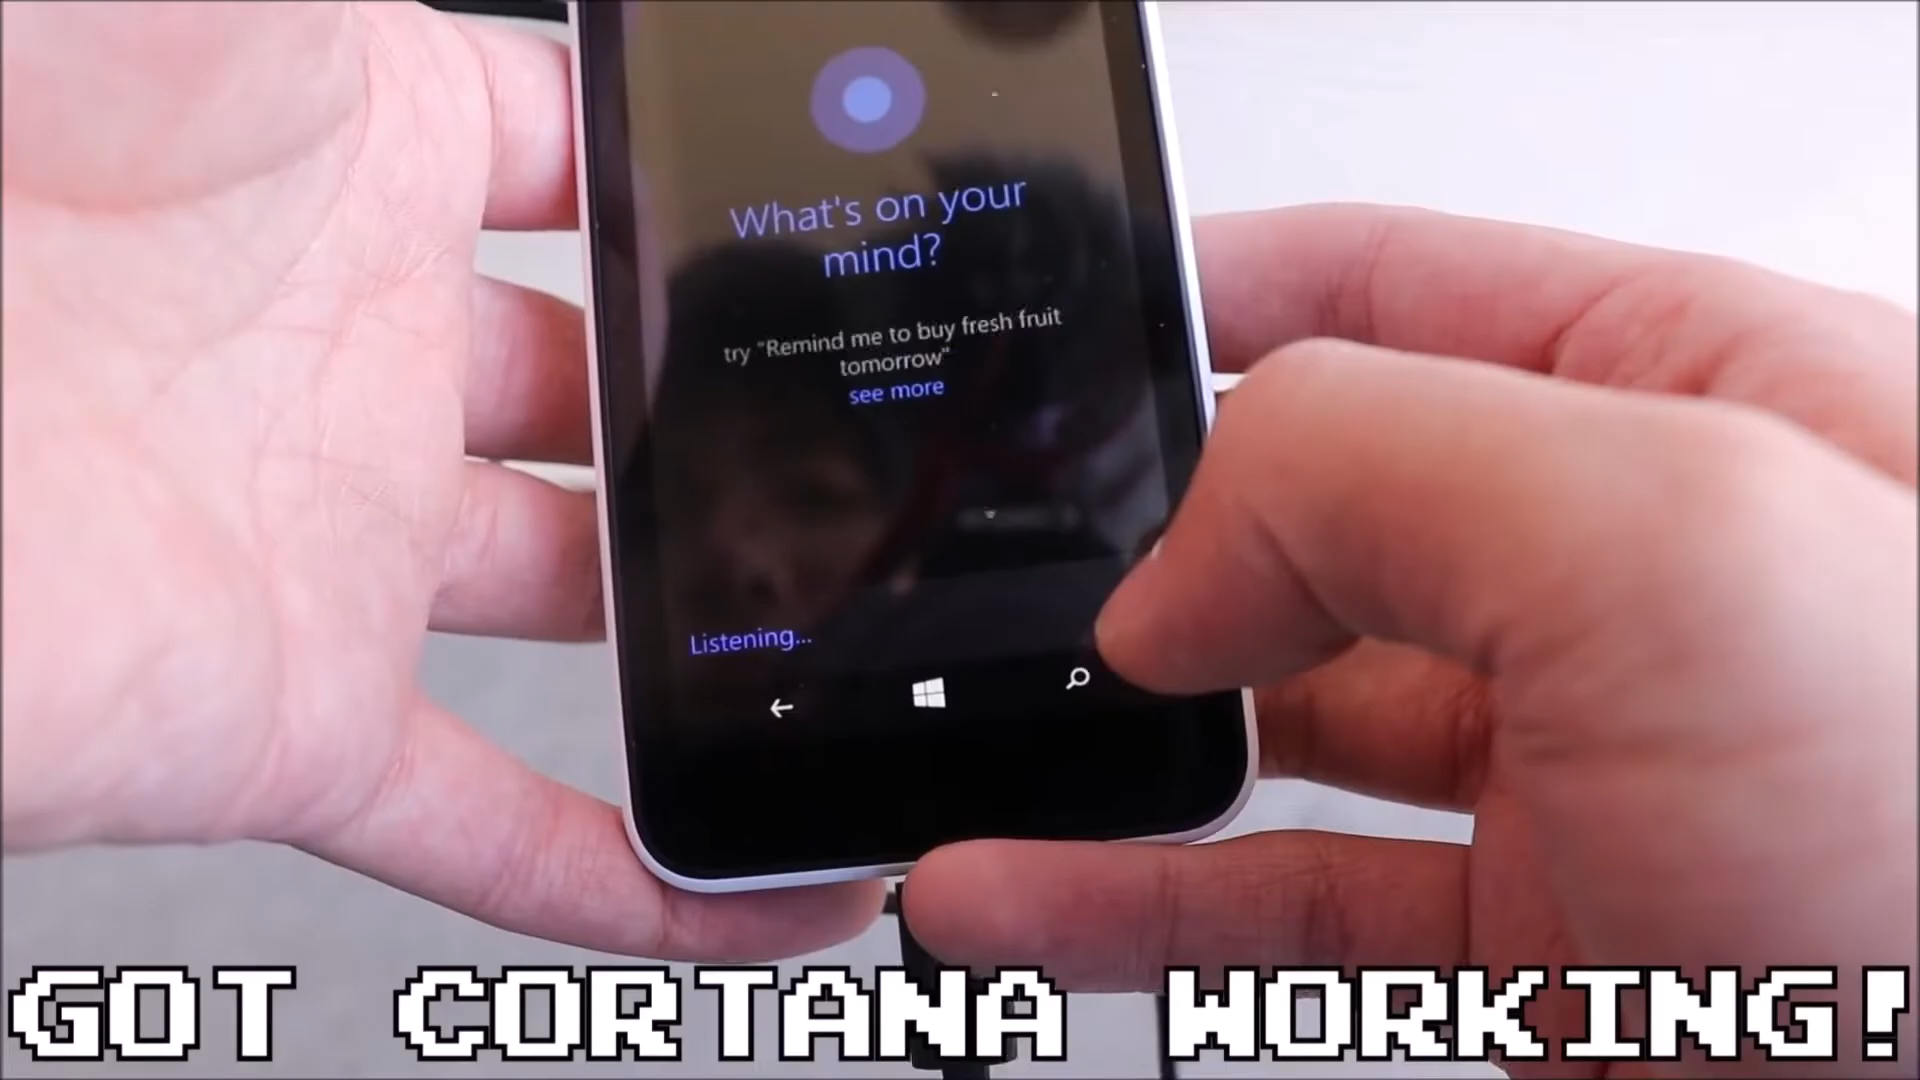 What's on your
mind?
try "Remind me to buy fresh fruit
tomorrow"
see more
Listening...
GOT CORTANA WORKING!